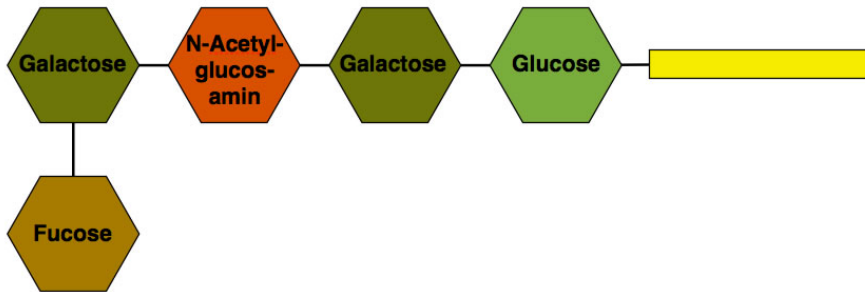 Galactose
N-Acetyl-
glucos-
amin
Galactose
Glucose
Fucose